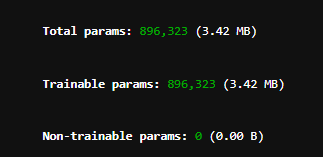 Total params: 896,323 (3.42 MB)
Trainable params: 896,323 (3.42 MB)
Non-trainable params: 0 (0.00 B)